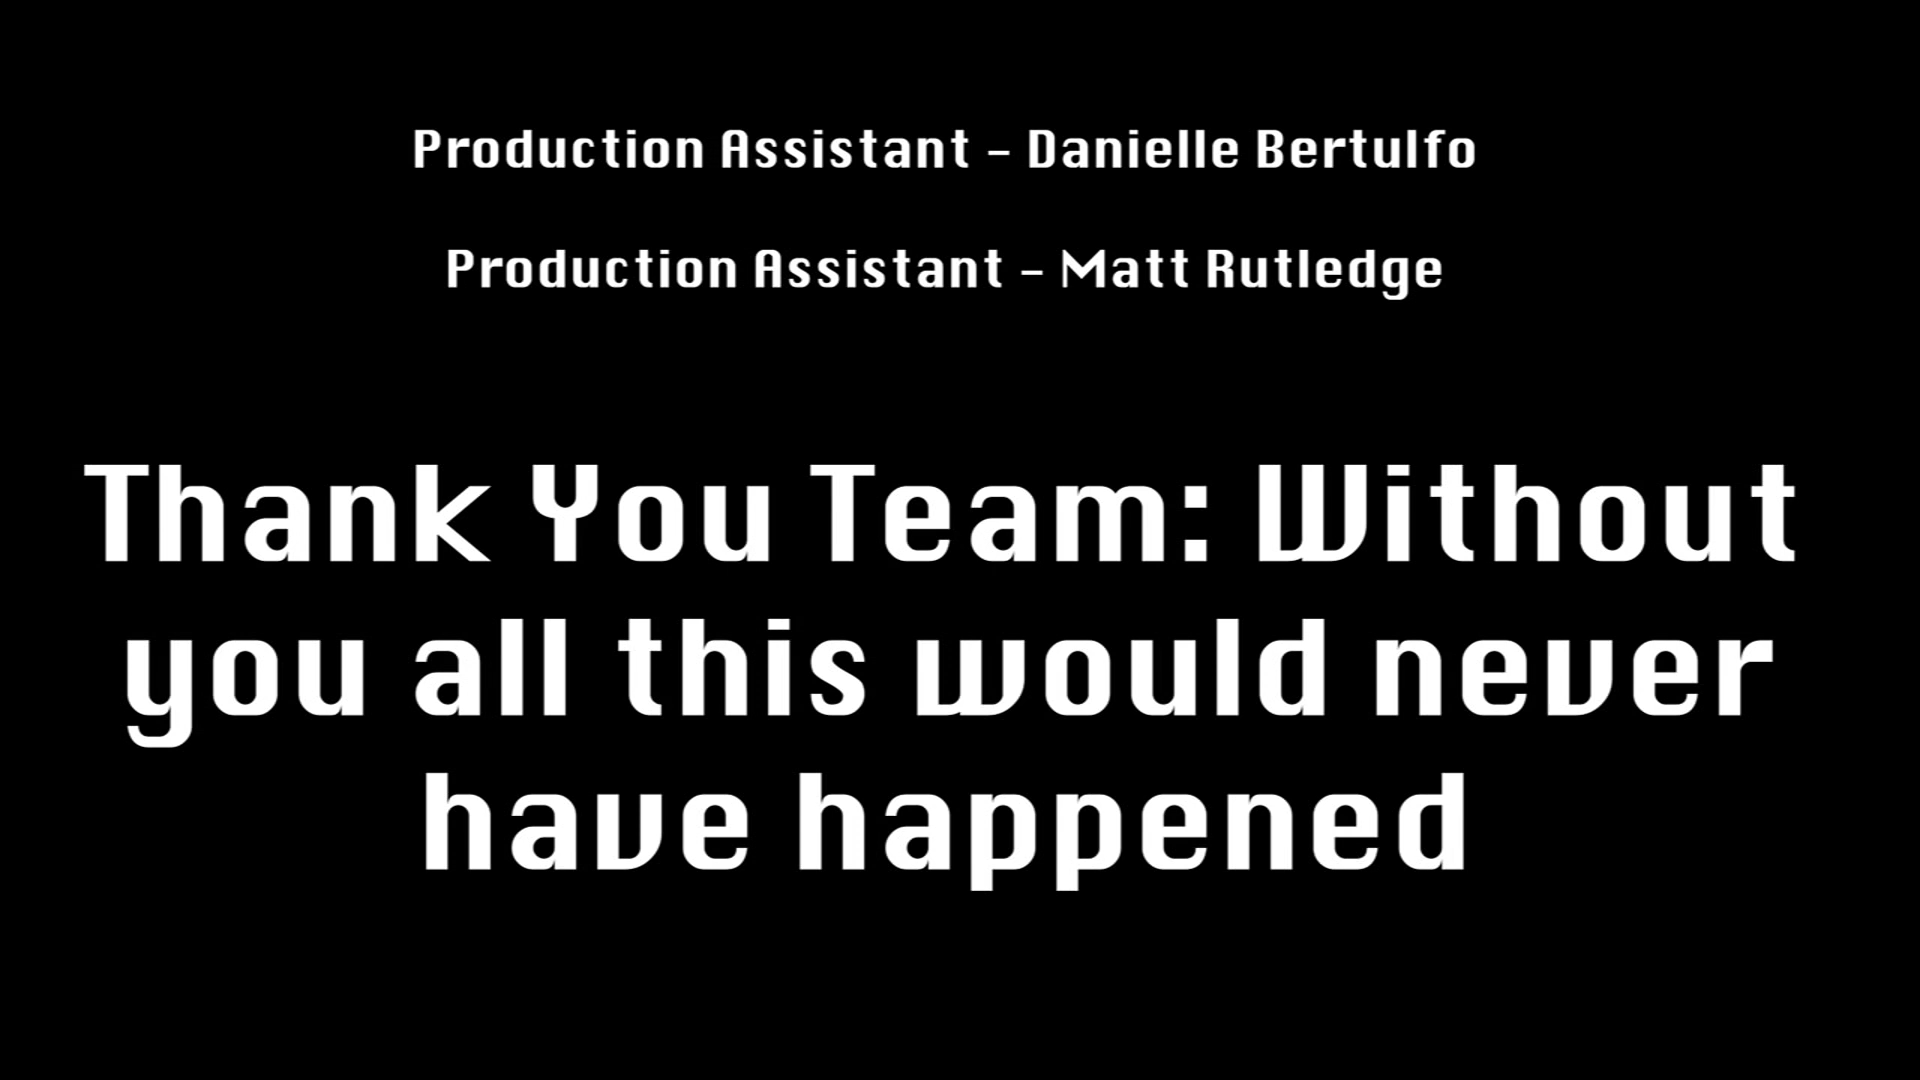 Production Assistant - Danielle Bertulfo
Production Assistant - Matt Rutledge
Thank You Team: Without
you all this would never
have happened